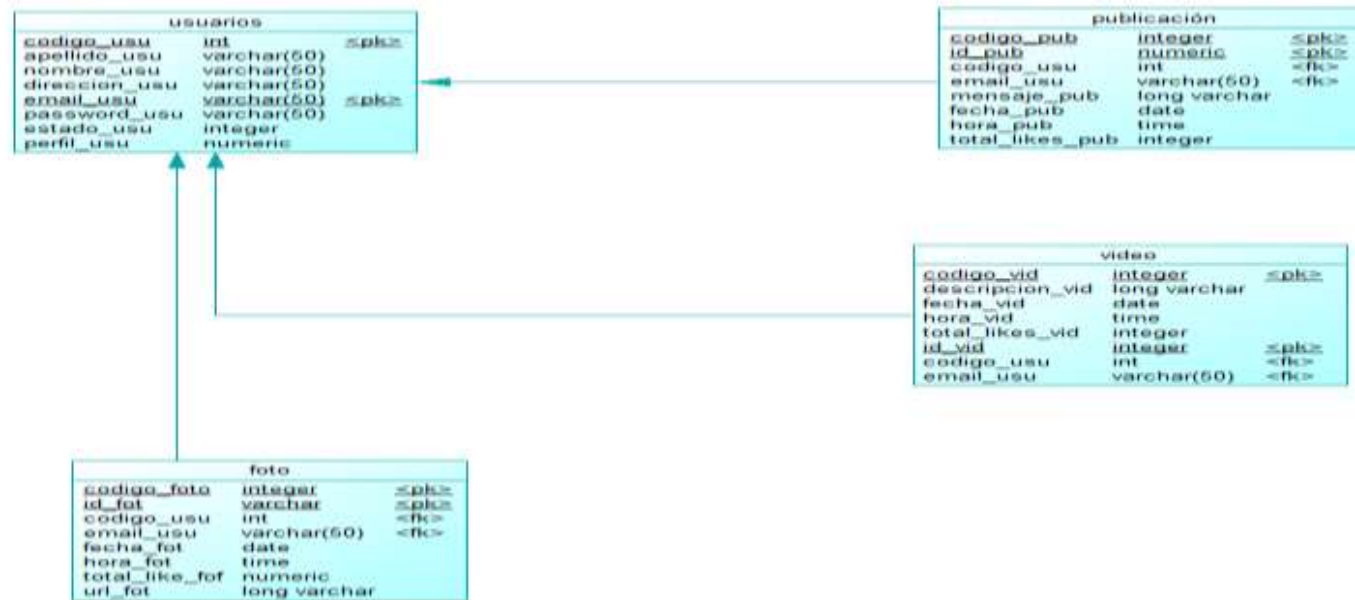 usuarios
codigo_usu int <pk>
apellido_usu varchar(50)
nombre_usu varchar(50)
direccion_usu varchar(50)
email_usu varchar(50) <pk>
password_usu varchar(50)
estado_usu integer
perfil_usu numeric
publicación
codigo_pub integer <pk>
id_pub numeric <pk>
codigo_usu int <fk>
email_usu varchar(50) <fk>
mensaje_pub long varchar
fecha_pub date
hora_pub time
total_likes_pub integer
video
codigo_vid integer <pk>
descripcion_vid long varchar
fecha_vid date
hora_vid time
total_likes_vid integer
id_vid integer <pk>
codigo_usu int <fk>
email_usu varchar(50) <fk>
foto
codigo_foto integer <pk>
id_fot varchar <pk>
codigo_usu int <fk>
email_usu varchar(50) <fk>
fecha_fot date
hora_fot time
total_like_fof numeric
url_fot long varchar